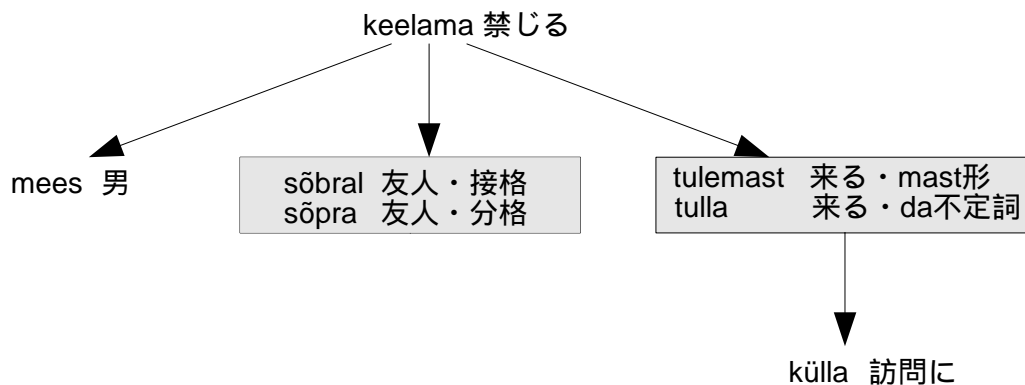 keelama 禁じる
mees 男
sõbral 友人・接格
sõpra 友人・分格
tulemast 来る・mast形
tulla 来る・da不定詞
külla 訪問に